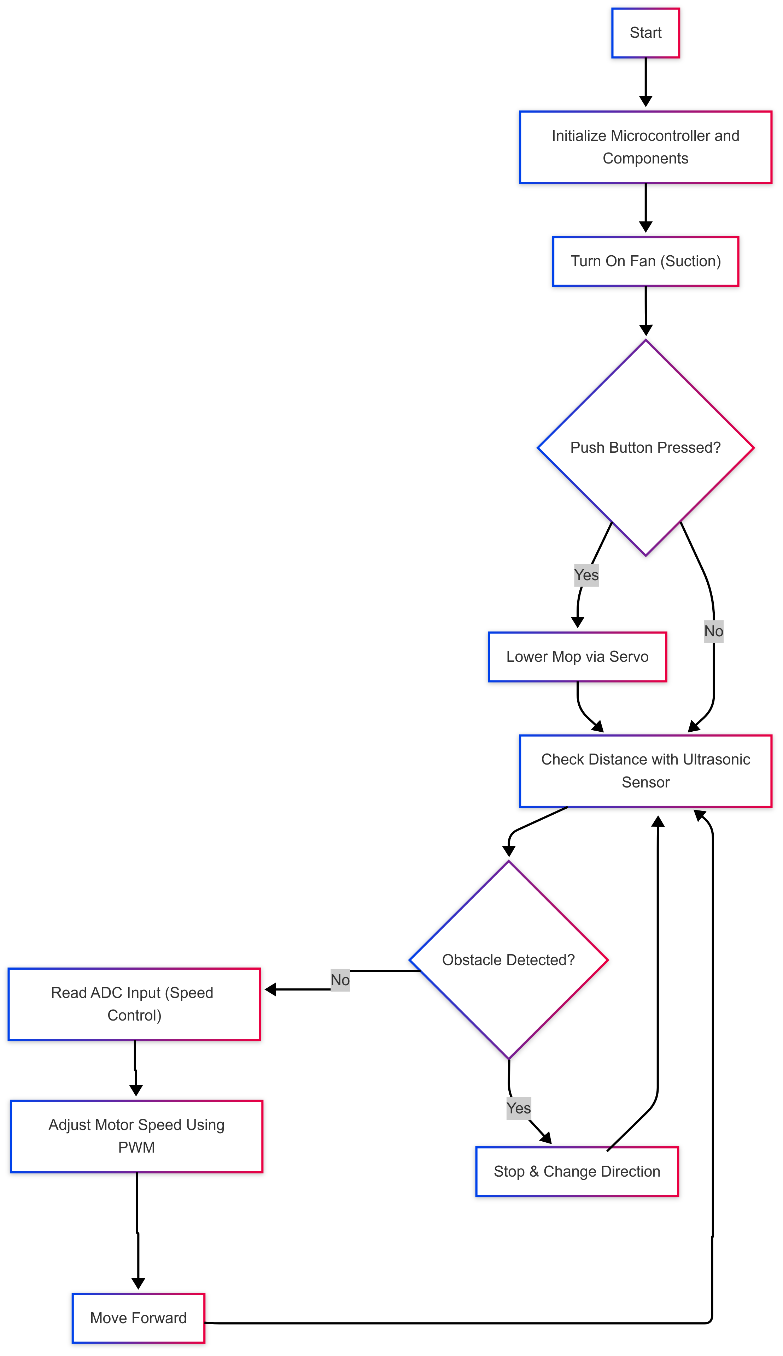 Start
Initialize Microcontroller and
Components
Turn On Fan (Suction)
Push Button Pressed?
Yes
No
Lower Mop via Servo
Check Distance with Ultrasonic
Sensor
Obstacle Detected?
No
Read ADC Input (Speed
Control)
Yes
Adjust Motor Speed Using
PWM
Stop & Change Direction
Move Forward